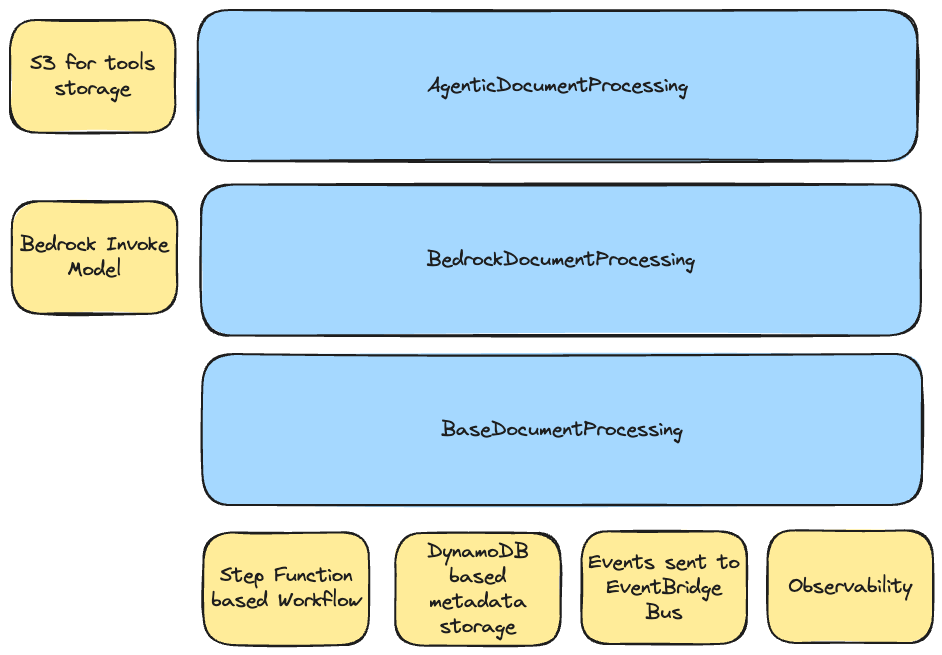 S3 for tools
storage
AgenticDocumentProcessing
Bedrock Invoke
Model
BedrockDocumentProcessing
BaseDocumentProcessing
Step Function
based Workflow
DynamoDB
based
metadata
storage
Events sent to
EventBridge
Bus
Observability